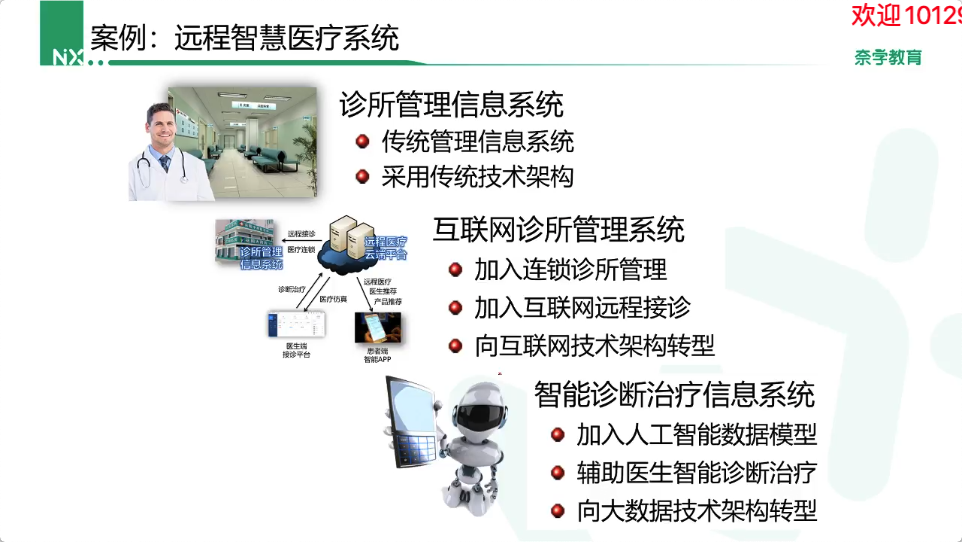 欢迎10129
NX
案例：远程智慧医疗系统
奈学教育
诊所管理信息系统
传统管理信息系统
采用传统技术架构
互联网诊所管理系统
加入连锁诊所管理
加入互联网远程接诊
向互联网技术架构转型
诊所管理
信息系统
远程接诊
医疗连锁
远程医疗
云端平台
诊断治疗
医疗仿真
远程医疗
医生推荐
产品推荐
医生端
接诊平台
患者端
智能APP
智能诊断治疗信息系统
加入人工智能数据模型
辅助医生智能诊断治疗
向大数据技术架构转型